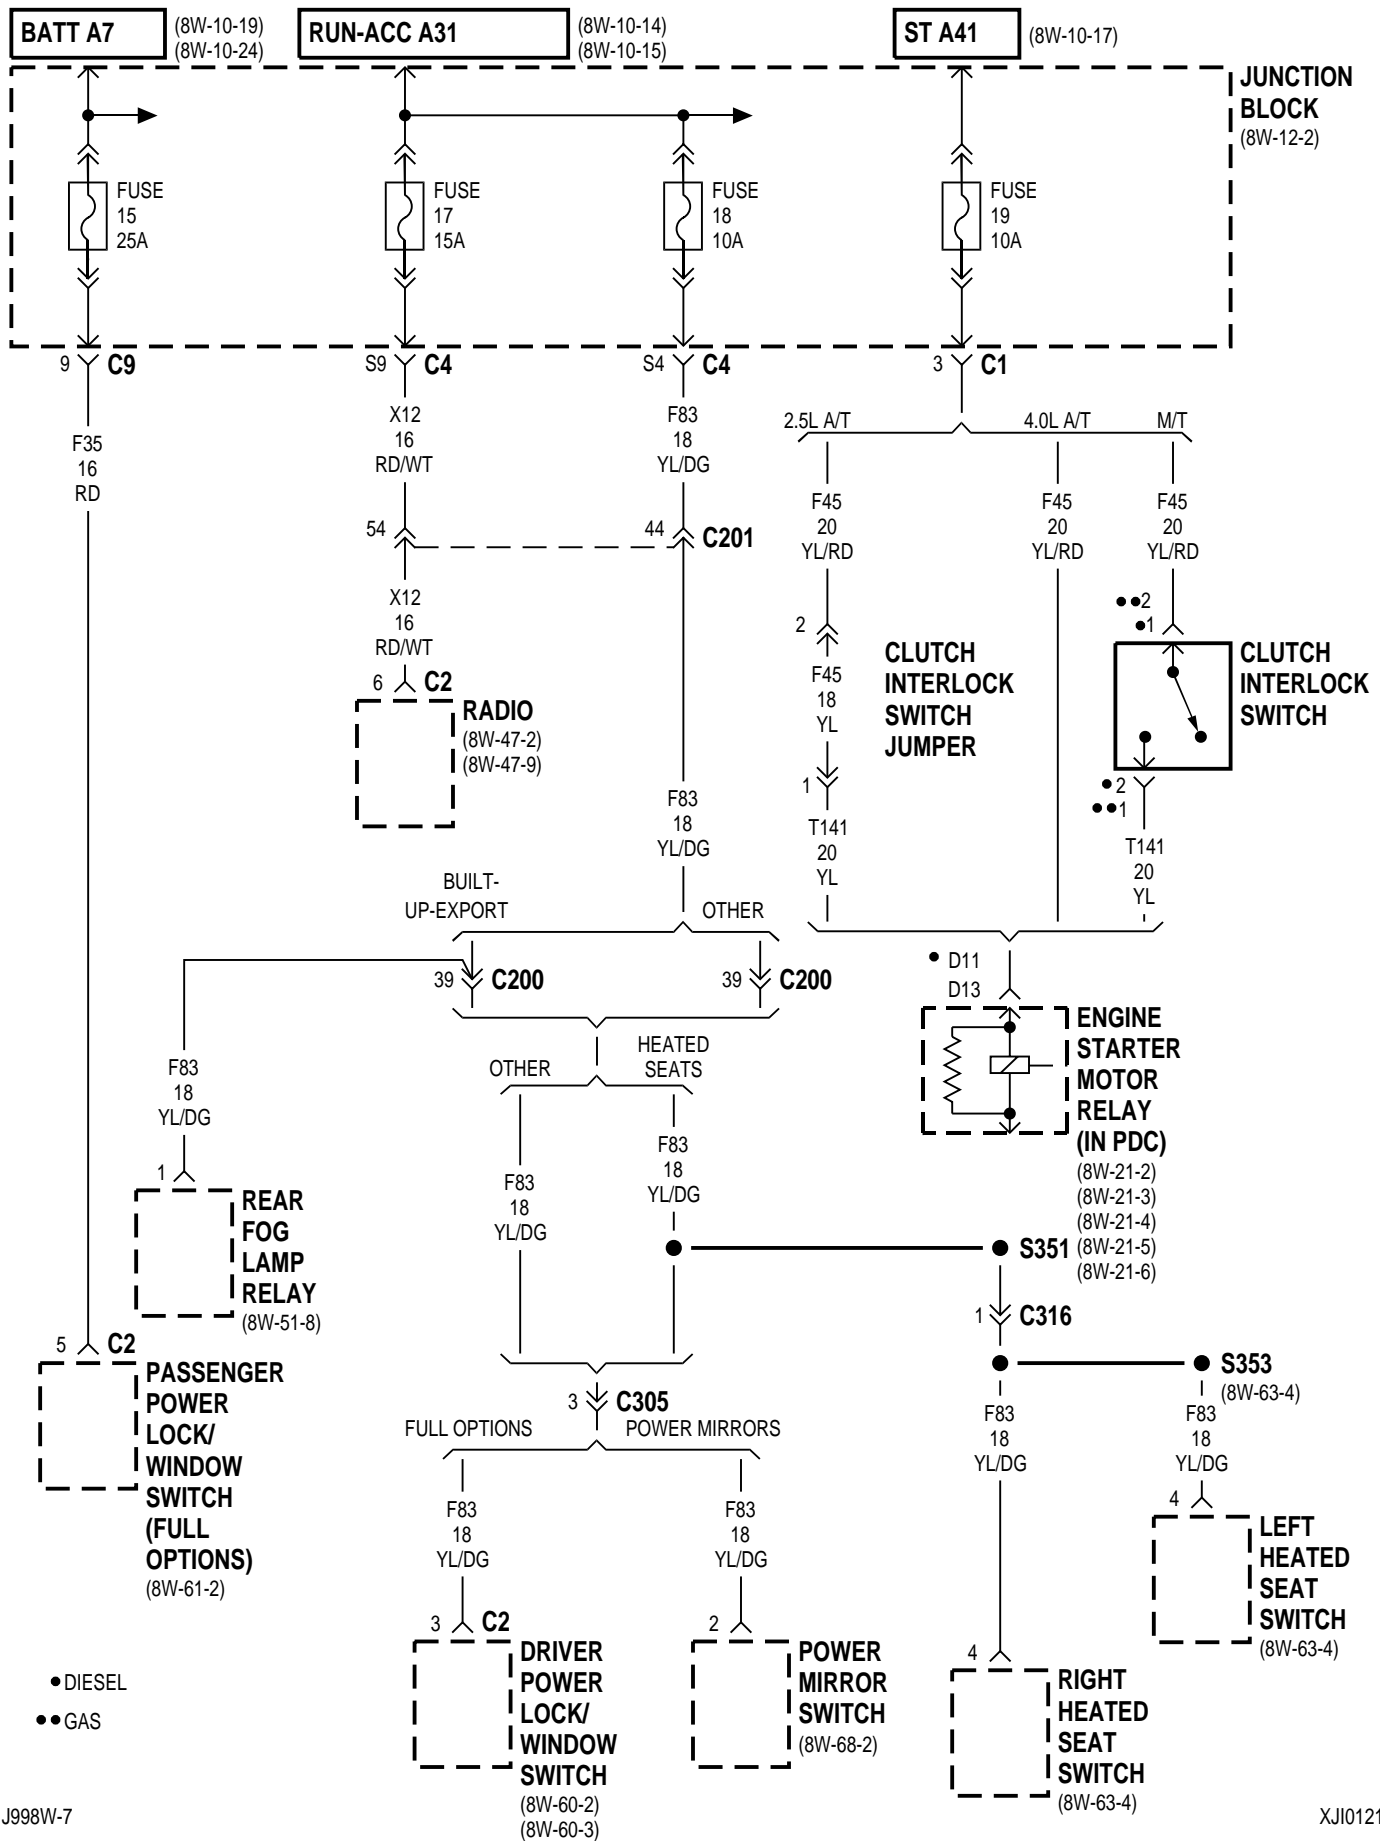 BATT A7
(8W-10-19)
(8W-10-24)
RUN-ACC A31
(8W-10-14)
(8W-10-15)
ST A41
(8W-10-17)
JUNCTION
BLOCK
(8W-12-2)
FUSE
15
25A
FUSE
17
15A
FUSE
18
10A
FUSE
19
10A
9 C9
S9 C4
S4 C4
3 C1
F35
16
RD
X12
16
RD/WT
F83
18
YL/DG
2.5L A/T
4.0L A/T
M/T
F45
20
YL/RD
F45
20
YL/RD
F45
20
YL/RD
54
44 C201
X12
16
RD/WT
6 C2
RADIO
(8W-47-2)
(8W-47-9)
2
F45
18
YL
1
T141
20
YL
CLUTCH
INTERLOCK
SWITCH
JUMPER
●●2
●1
CLUTCH
INTERLOCK
SWITCH
●2
●●1
T141
20
YL
F83
18
YL/DG
BUILT-
UP-EXPORT
OTHER
39 C200
39 C200
● D11
D13
ENGINE
STARTER
MOTOR
RELAY
(IN PDC)
(8W-21-2)
(8W-21-3)
(8W-21-4)
(8W-21-5)
(8W-21-6)
OTHER
HEATED
SEATS
F83
18
YL/DG
1
REAR
FOG
LAMP
RELAY
(8W-51-8)
F83
18
YL/DG
F83
18
YL/DG
S351
1 C316
S353
(8W-63-4)
5 C2
PASSENGER
POWER
LOCK/
WINDOW
SWITCH
(FULL
OPTIONS)
(8W-61-2)
3 C305
FULL OPTIONS
POWER MIRRORS
F83
18
YL/DG
F83
18
YL/DG
F83
18
YL/DG
F83
18
YL/DG
4
LEFT
HEATED
SEAT
SWITCH
(8W-63-4)
3 C2
DRIVER
POWER
LOCK/
WINDOW
SWITCH
(8W-60-2)
(8W-60-3)
2
POWER
MIRROR
SWITCH
(8W-68-2)
4
RIGHT
HEATED
SEAT
SWITCH
(8W-63-4)
●DIESEL
●●GAS
J998W-7
XJI0121